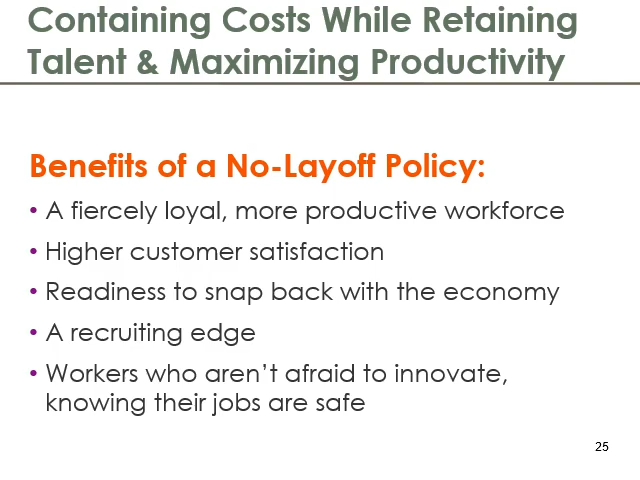 Containing Costs While Retaining
Talent & Maximizing Productivity
Benefits of a No-Layoff Policy:
• A fiercely loyal, more productive workforce
• Higher customer satisfaction
• Readiness to snap back with the economy
• A recruiting edge
• Workers who aren’t afraid to innovate,
knowing their jobs are safe
25